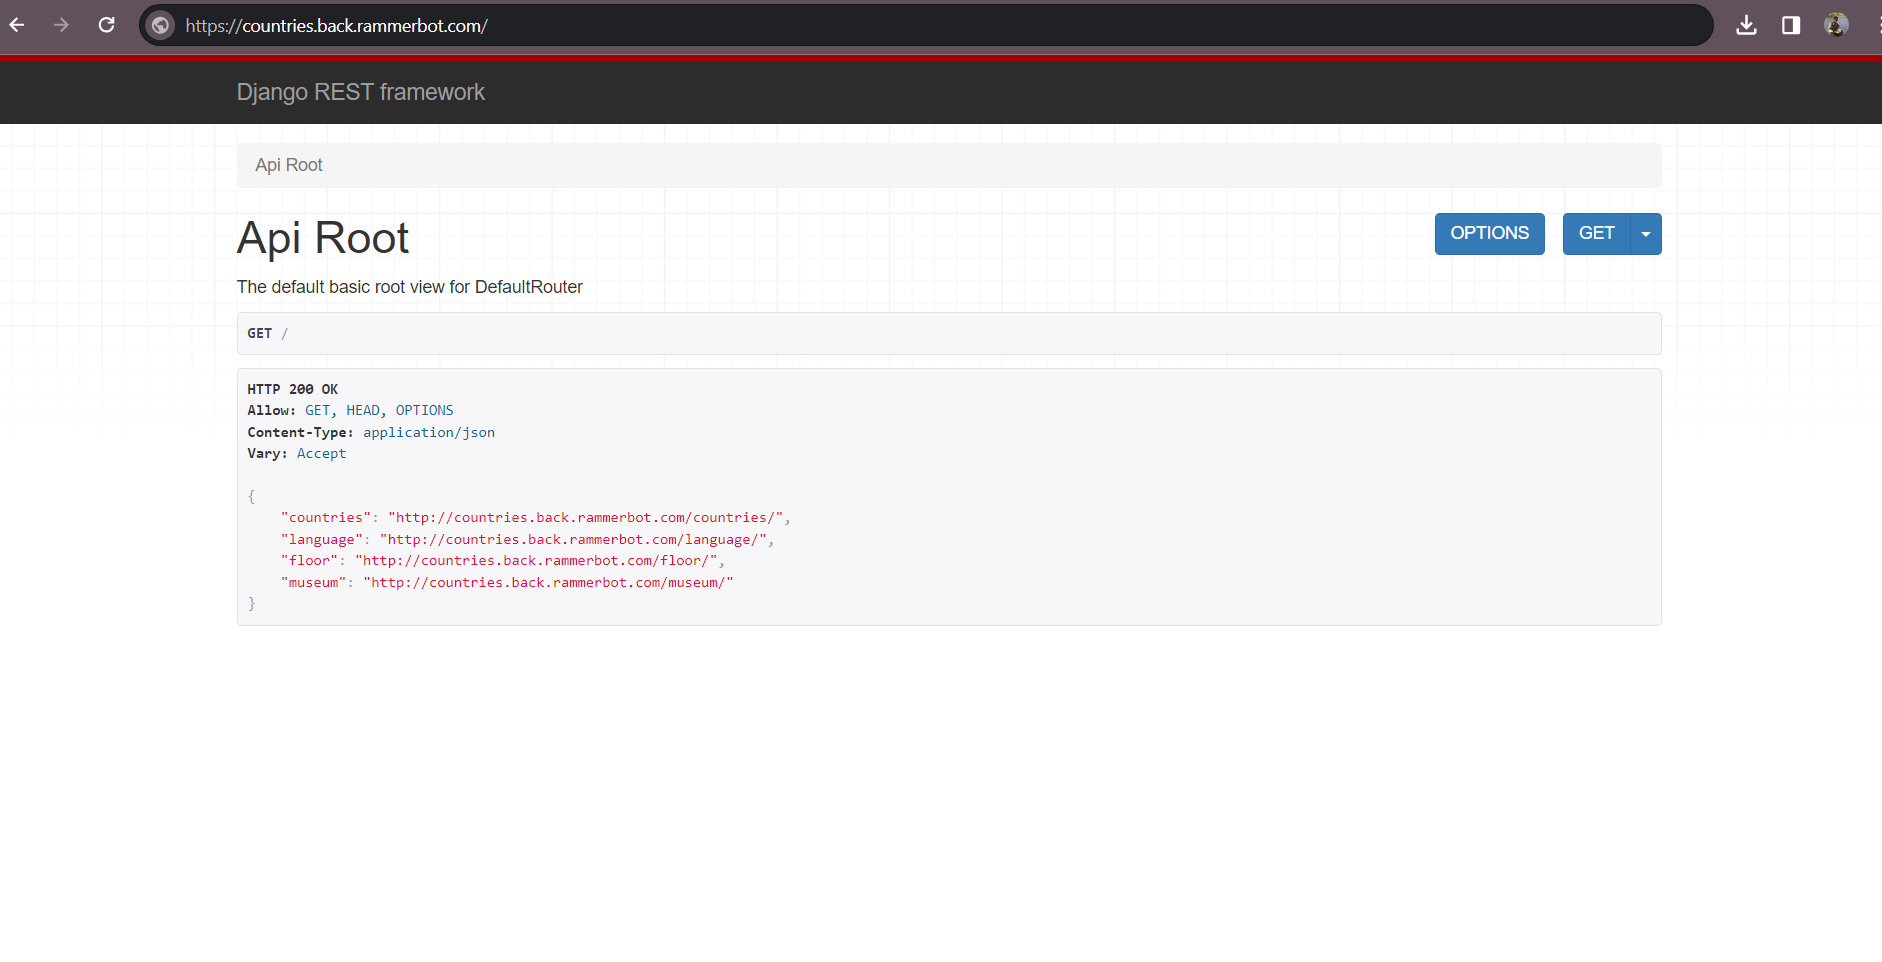 https://countries.back.rammerbot.com/
Django REST framework
Api Root
Api Root
OPTIONS
GET
The default basic root view for DefaultRouter
GET /
HTTP 200 OK
Allow: GET, HEAD, OPTIONS
Content-Type: application/json
Vary: Accept
{
"countries": "http://countries.back.rammerbot.com/countries/",
"language": "http://countries.back.rammerbot.com/language/",
"floor": "http://countries.back.rammerbot.com/floor/",
"museum": "http://countries.back.rammerbot.com/museum/"
}